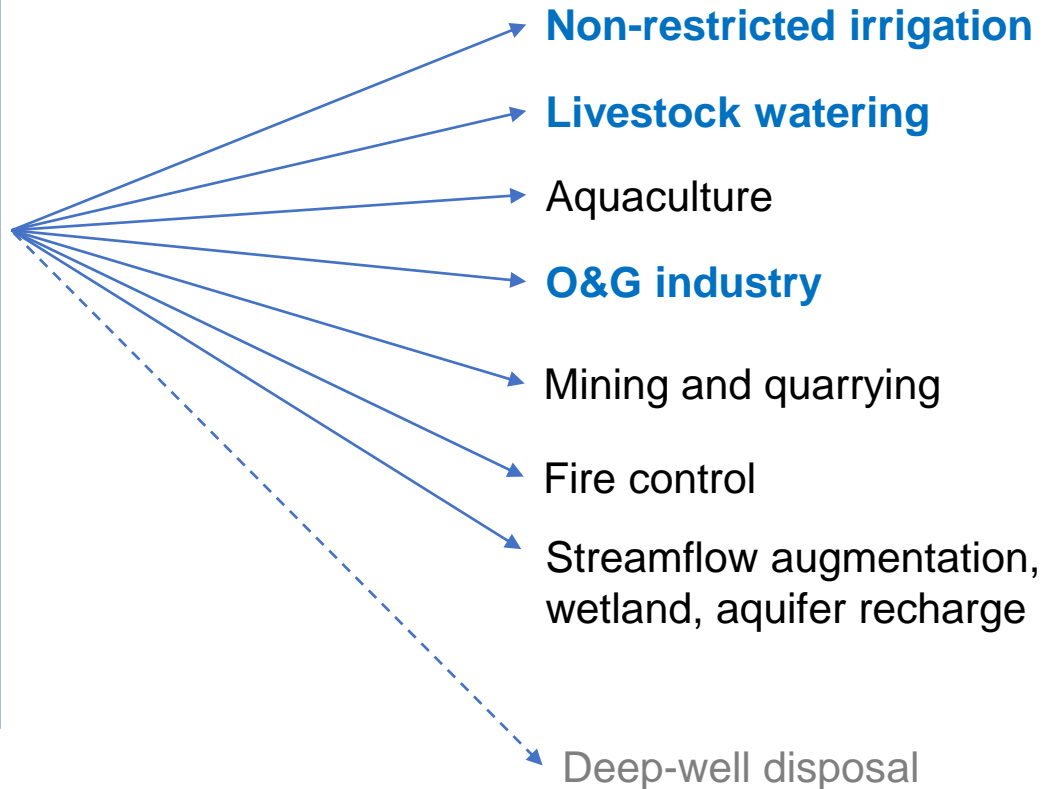 Non-restricted irrigation
Livestock watering
Aquaculture
O&G industry
Mining and quarrying
Fire control
Streamflow augmentation,
wetland, aquifer recharge
Deep-well disposal